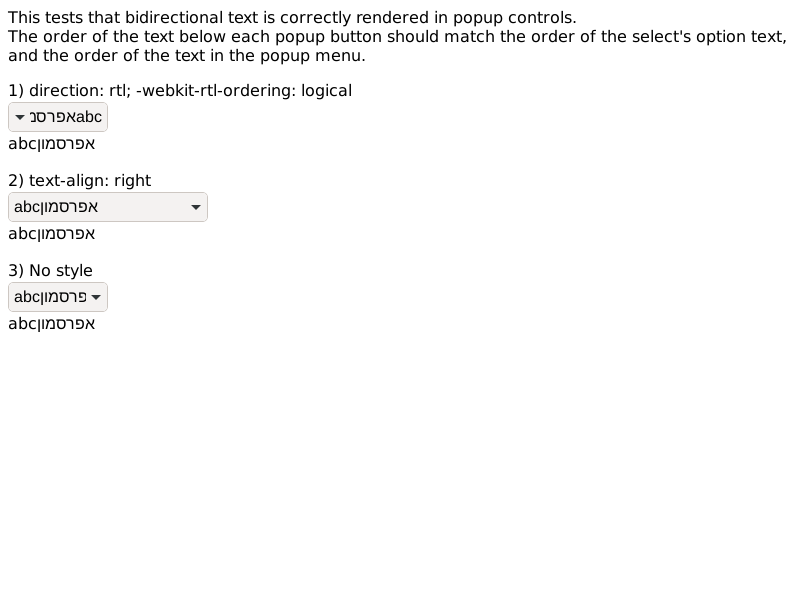 This tests that bidirectional text is correctly rendered in popup controls.
The order of the text below each popup button should match the order of the select's option text,
and the order of the text in the popup menu.
1) direction: rtl; -webkit-rtl-ordering: logical
abcאפרסמ
abcאפרסמון
2) text-align: right
abcאפרסמון
abcאפרסמון
3) No style
abcפרסמון
abcאפרסמון